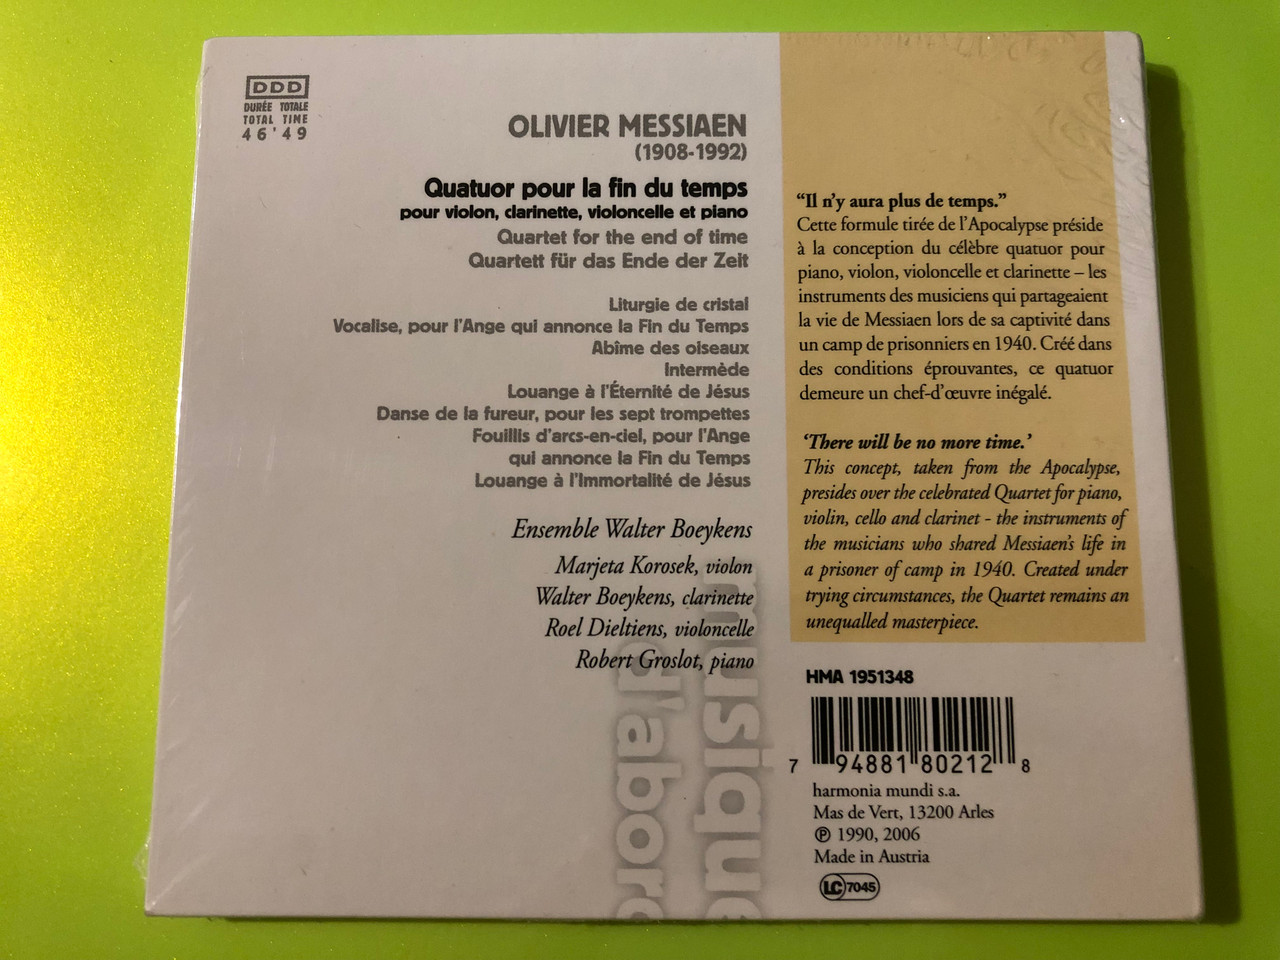 DDD
DURÉE TOTALE
TOTAL TIME
46'49
OLIVIER MESSIAEN
(1908-1992)
Quatuor pour la fin du temps
pour violon, clarinette, violoncelle et piano
Quartet for the end of time
Quartett für das Ende der Zeit
Liturgie de cristal
Vocalise, pour l'Ange qui annonce la Fin du Temps
Abîme des oiseaux
Intermède
Louange à l'Éternité de Jésus
Danse de la fureur, pour les sept trompettes
Fouillis d'arcs-en-ciel, pour l'Ange
qui annonce la Fin du Temps
Louange à l'Immortalité de Jésus
Ensemble Walter Boeykens
Marjeta Korosek, violon
Walter Boeykens, clarinette
Roel Dieltiens, violoncelle
Robert Groslot, piano
musique
d'abord
“Il n'y aura plus de temps.”
Cette formule tirée de l'Apocalypse préside
à la conception du célèbre quatuor pour
piano, violon, violoncelle et clarinette – les
instruments des musiciens qui partageaient
la vie de Messiaen lors de sa captivité dans
un camp de prisonniers en 1940. Créé dans
des conditions éprouvantes, ce quatuor
demeure un chef-d'œuvre inégalé.
‘There will be no more time.’
This concept, taken from the Apocalypse,
presides over the celebrated Quartet for piano,
violin, cello and clarinet - the instruments of
the musicians who shared Messiaen's life in
a prisoner of camp in 1940. Created under
trying circumstances, the Quartet remains an
unequalled masterpiece.
HMA 1951348
7 94881 80212 8
harmonia mundi s.a.
Mas de Vert, 13200 Arles
℗ 1990, 2006
Made in Austria
LC 7045